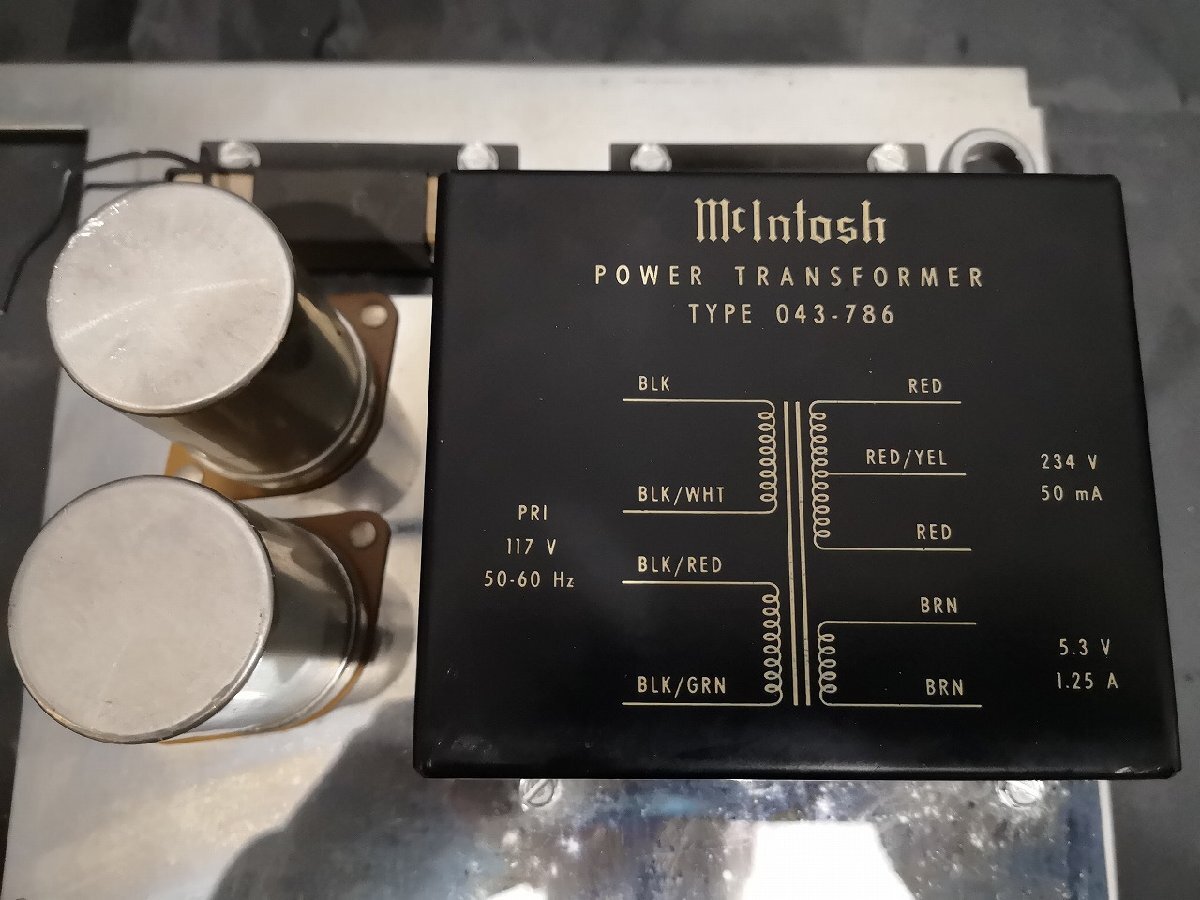 McIntosh
POWER TRANSFORMER
TYPE 043-786
BLK
RED
RED/YEL
234 V
50 mA
BLK/WHT
PRI
117 V
50-60 Hz
RED
BLK/RED
BRN
5.3 V
1.25 A
BLK/GRN
BRN